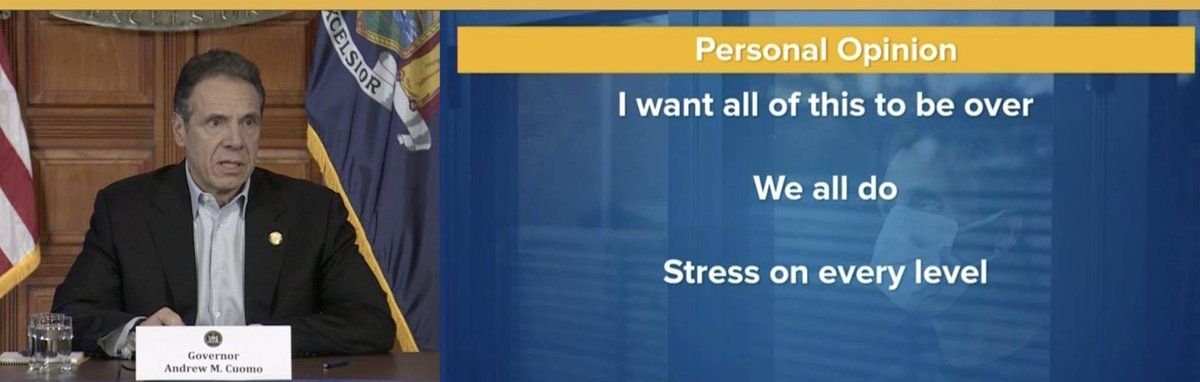 EXCELSIOR
EXCELSIOR
Governor
Andrew M. Cuomo
Personal Opinion
I want all of this to be over
We all do
Stress on every level